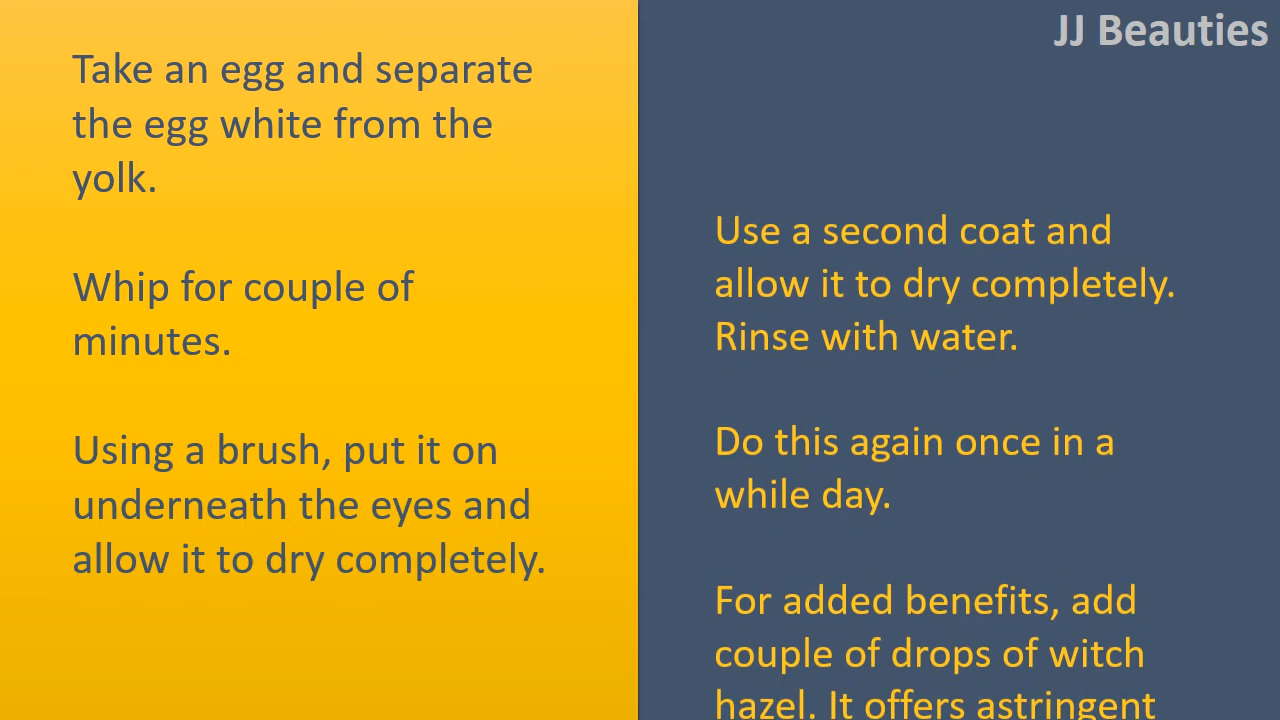 Take an egg and separate
the egg white from the
yolk.
Whip for couple of
minutes.
Using a brush, put it on
underneath the eyes and
allow it to dry completely.
JJ Beauties
Use a second coat and
allow it to dry completely.
Rinse with water.
Do this again once in a
while day.
For added benefits, add
couple of drops of witch
hazel. It offers astringent